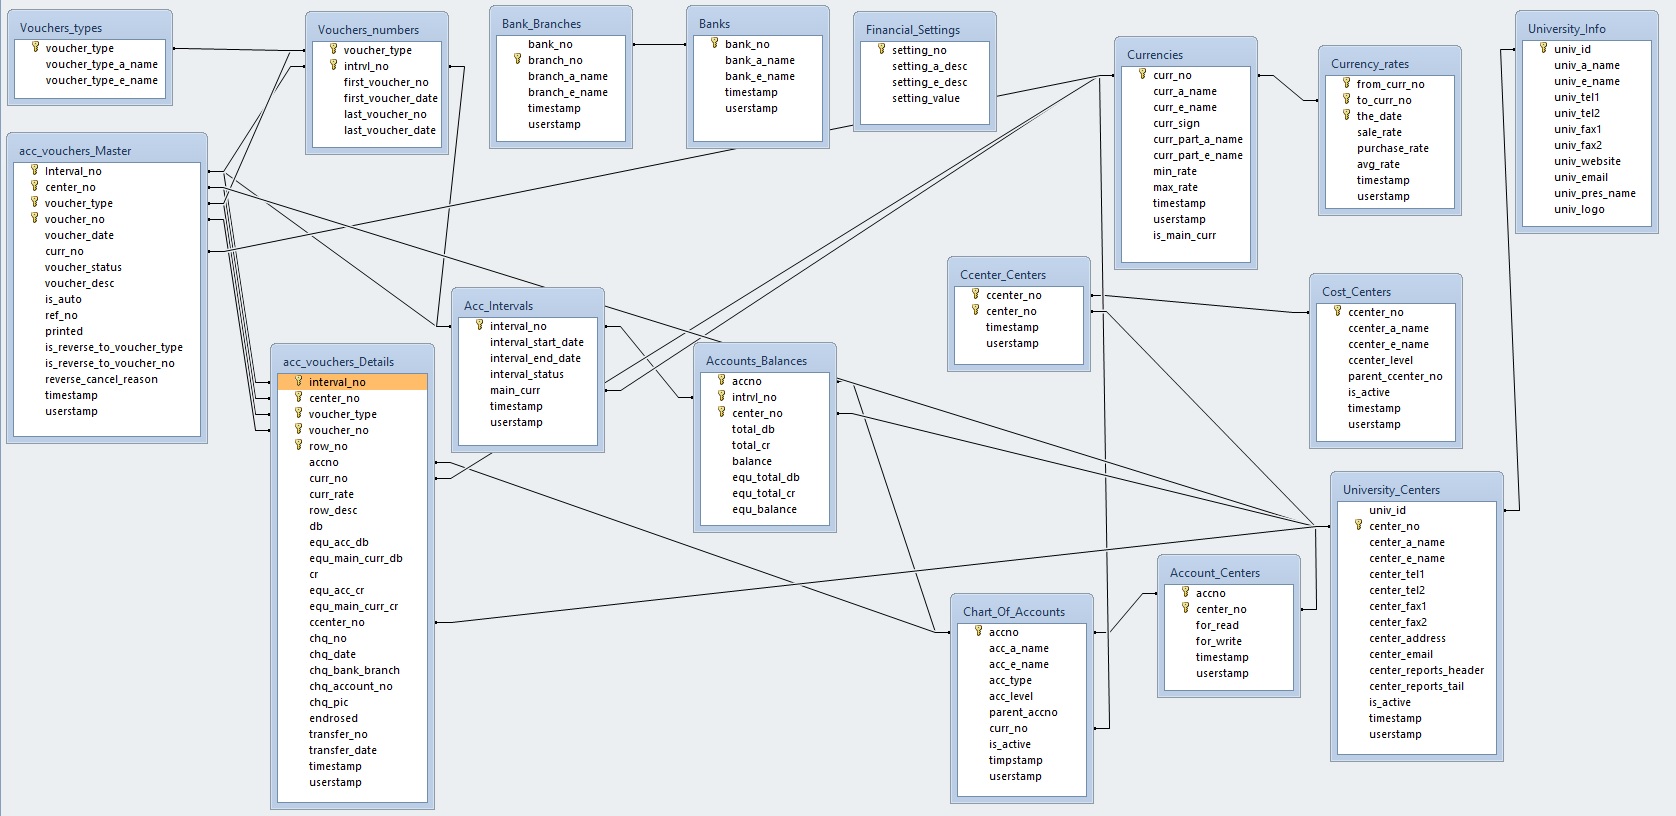 Vouchers_types
voucher_type
voucher_type_a_name
voucher_type_e_name
Vouchers_numbers
voucher_type
intrvl_no
first_voucher_no
first_voucher_date
last_voucher_no
last_voucher_date
Bank_Branches
bank_no
branch_no
branch_a_name
branch_e_name
timestamp
userstamp
Banks
bank_no
bank_a_name
bank_e_name
timestamp
userstamp
Financial_Settings
setting_no
setting_a_desc
setting_e_desc
setting_value
Currencies
curr_no
curr_a_name
curr_e_name
curr_sign
curr_part_a_name
curr_part_e_name
min_rate
max_rate
timestamp
userstamp
is_main_curr
Currency_rates
from_curr_no
to_curr_no
the_date
sale_rate
purchase_rate
avg_rate
timestamp
userstamp
University_Info
univ_id
univ_a_name
univ_e_name
univ_tel1
univ_tel2
univ_fax1
univ_fax2
univ_website
univ_email
univ_pres_name
univ_logo
acc_vouchers_Master
Interval_no
center_no
voucher_type
voucher_no
voucher_date
curr_no
voucher_status
voucher_desc
is_auto
ref_no
printed
is_reverse_to_voucher_type
is_reverse_to_voucher_no
reverse_cancel_reason
timestamp
userstamp
acc_vouchers_Details
interval_no
center_no
voucher_type
voucher_no
row_no
accno
curr_no
curr_rate
row_desc
db
equ_acc_db
equ_main_curr_db
cr
equ_acc_cr
equ_main_curr_cr
ccenter_no
chq_no
chq_date
chq_bank_branch
chq_account_no
chq_pic
endrosed
transfer_no
transfer_date
timestamp
userstamp
Acc_Intervals
interval_no
interval_start_date
interval_end_date
interval_status
main_curr
timestamp
userstamp
Accounts_Balances
accno
intrvl_no
center_no
total_db
total_cr
balance
equ_total_db
equ_total_cr
equ_balance
Ccenter_Centers
ccenter_no
center_no
timestamp
userstamp
Cost_Centers
ccenter_no
ccenter_a_name
ccenter_e_name
ccenter_level
parent_ccenter_no
is_active
timestamp
userstamp
Chart_Of_Accounts
accno
acc_a_name
acc_e_name
acc_type
acc_level
parent_accno
curr_no
is_active
timpstamp
userstamp
Account_Centers
accno
center_no
for_read
for_write
timestamp
userstamp
University_Centers
univ_id
center_no
center_a_name
center_e_name
center_tel1
center_tel2
center_fax1
center_fax2
center_address
center_email
center_reports_header
center_reports_tail
is_active
timestamp
userstamp